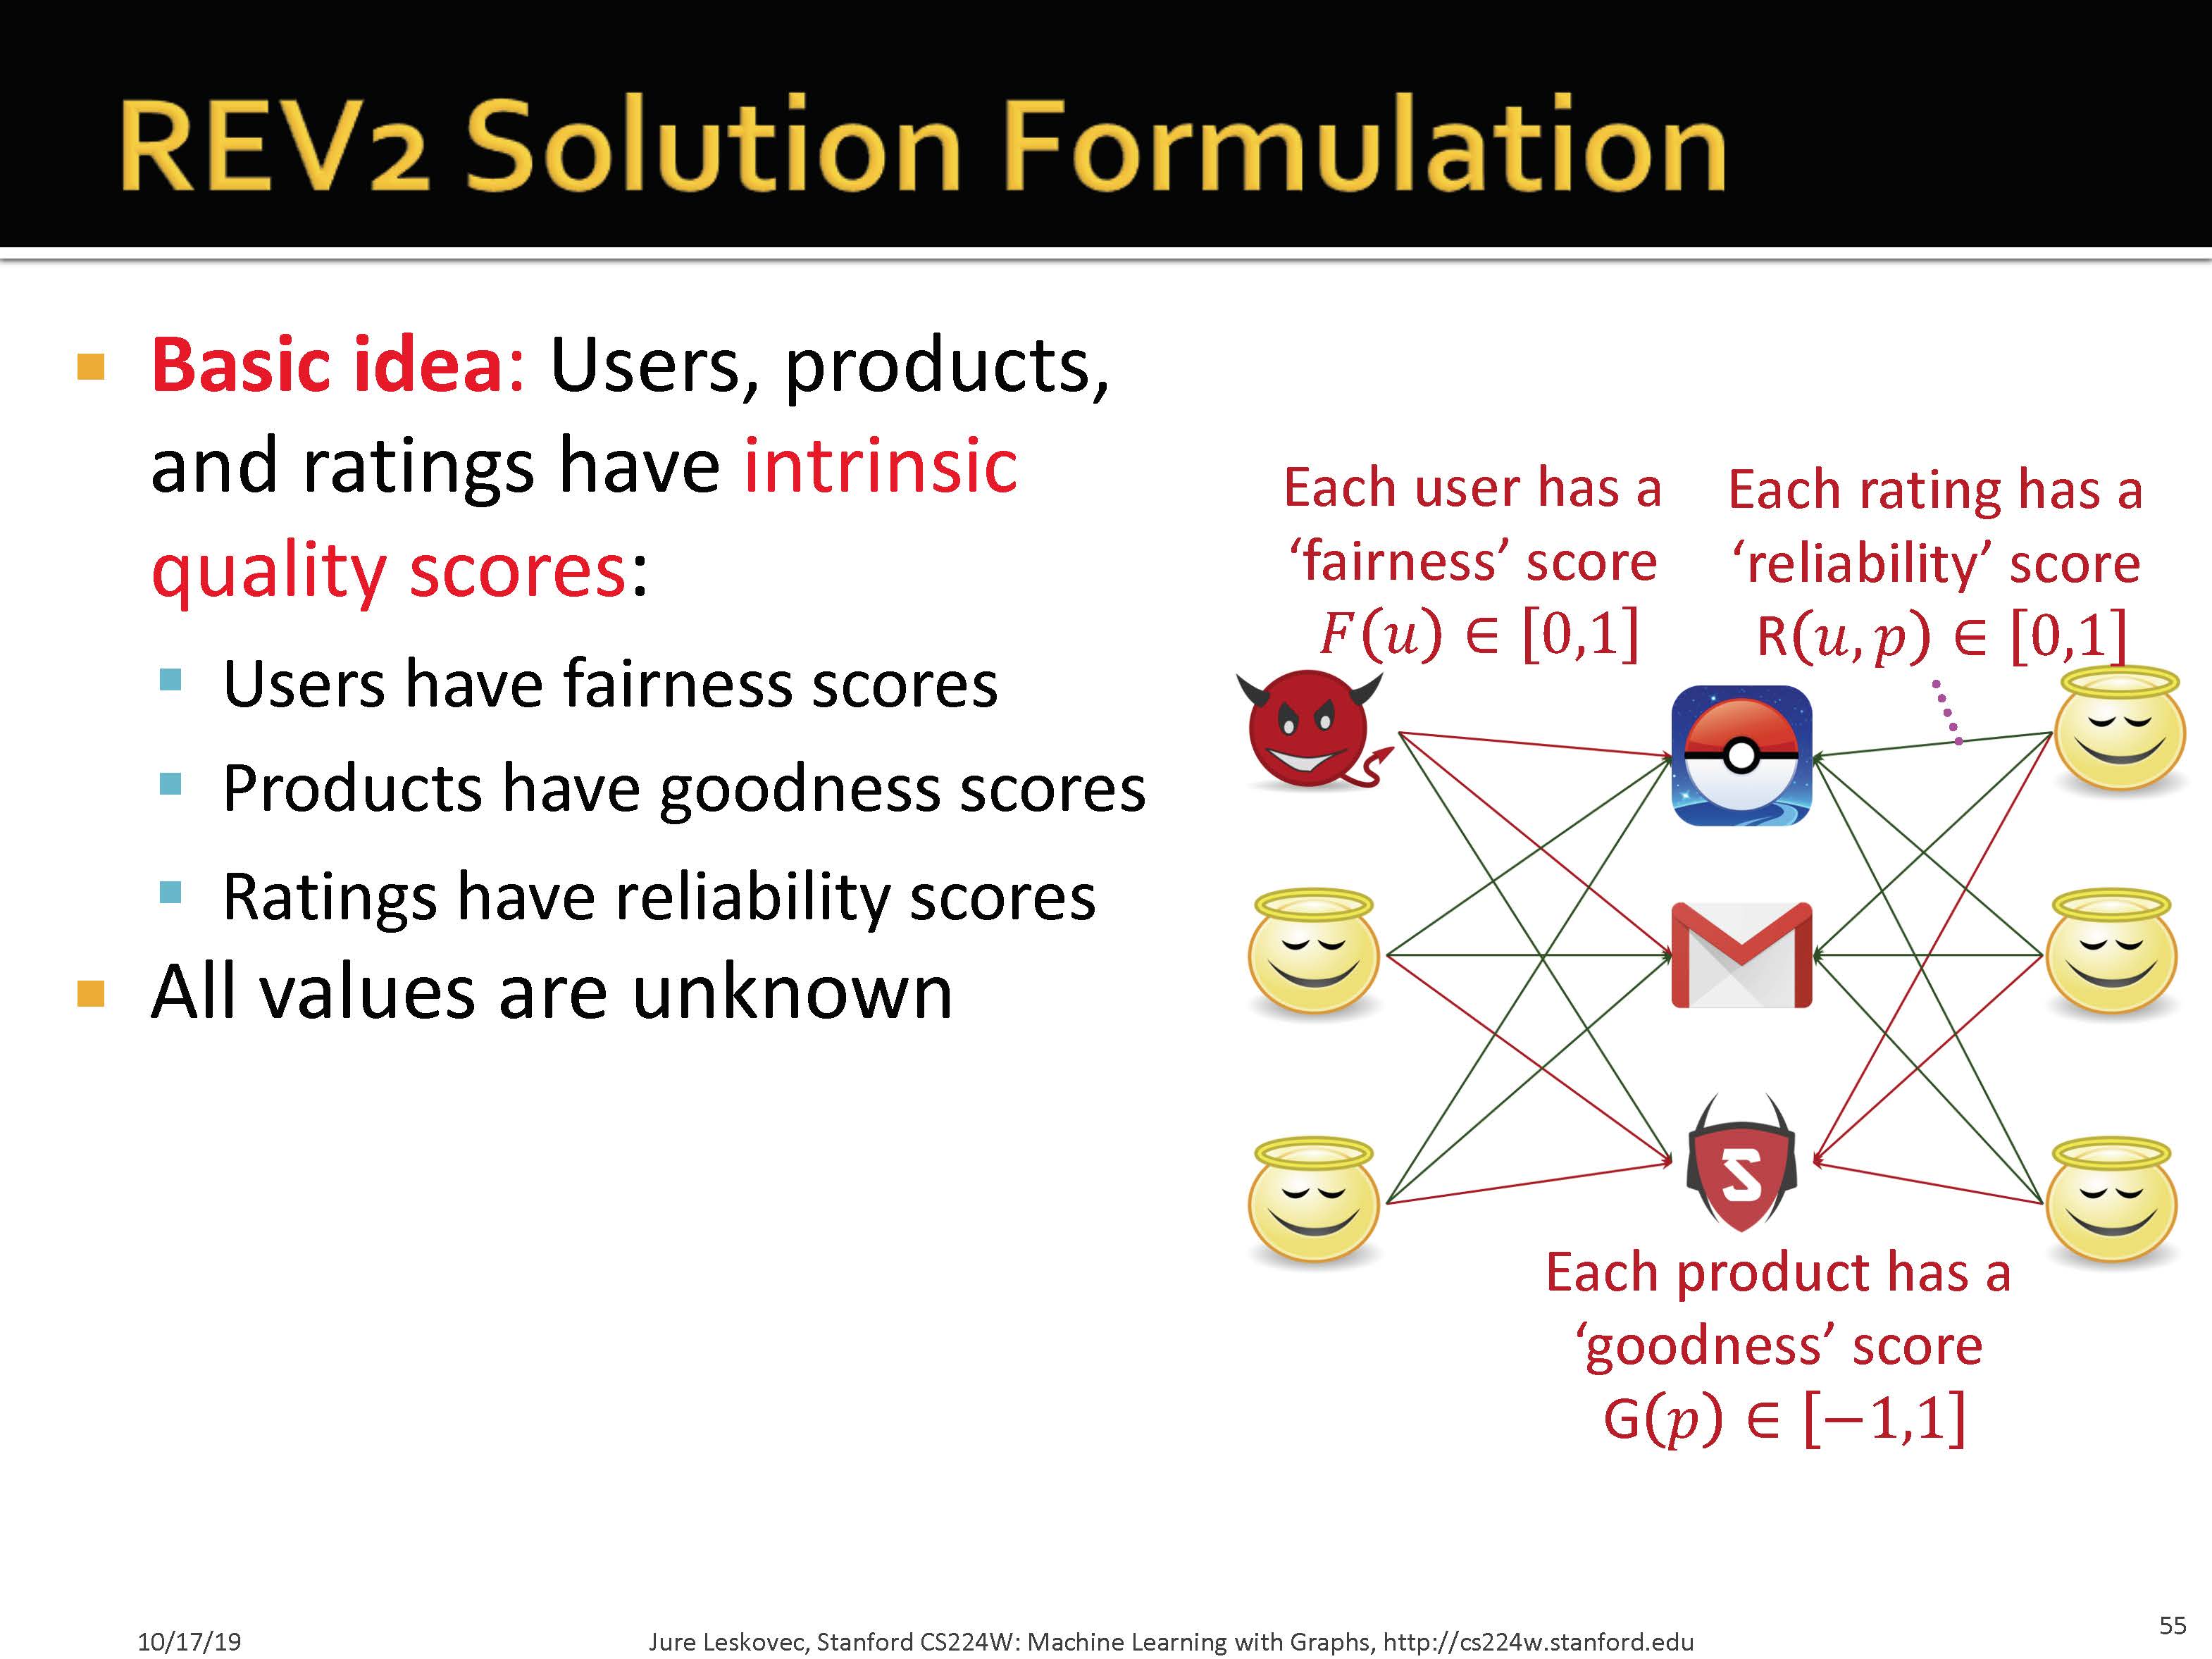 REV2 Solution Formulation
Basic idea: Users, products,
and ratings have intrinsic
quality scores:
Users have fairness scores
Products have goodness scores
Ratings have reliability scores
All values are unknown
Each user has a
‘fairness’ score
F(u) ∈ [0,1]
Each rating has a
‘reliability’ score
R(u, p) ∈ [0,1]
S
Each product has a
‘goodness’ score
G(p) ∈ [−1,1]
10/17/19
Jure Leskovec, Stanford CS224W: Machine Learning with Graphs, http://cs224w.stanford.edu
55